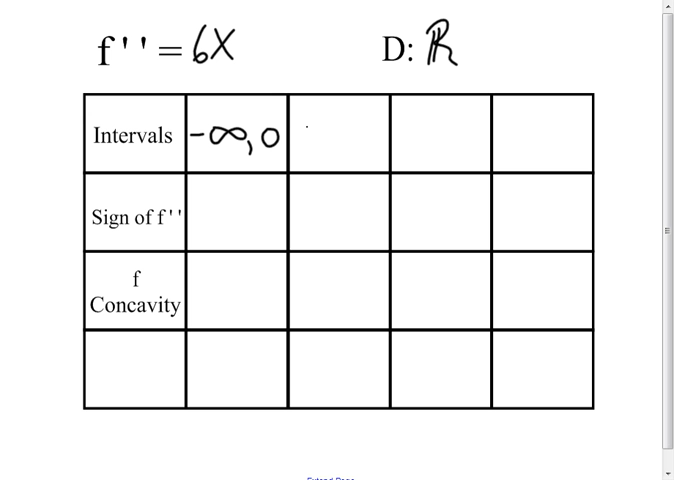 f'' = 6X D: ℝ
Intervals -∞, 0
Sign of f''
f
Concavity